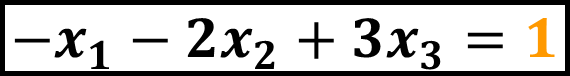 −x₁ − 2x₂ + 3x₃ = 1